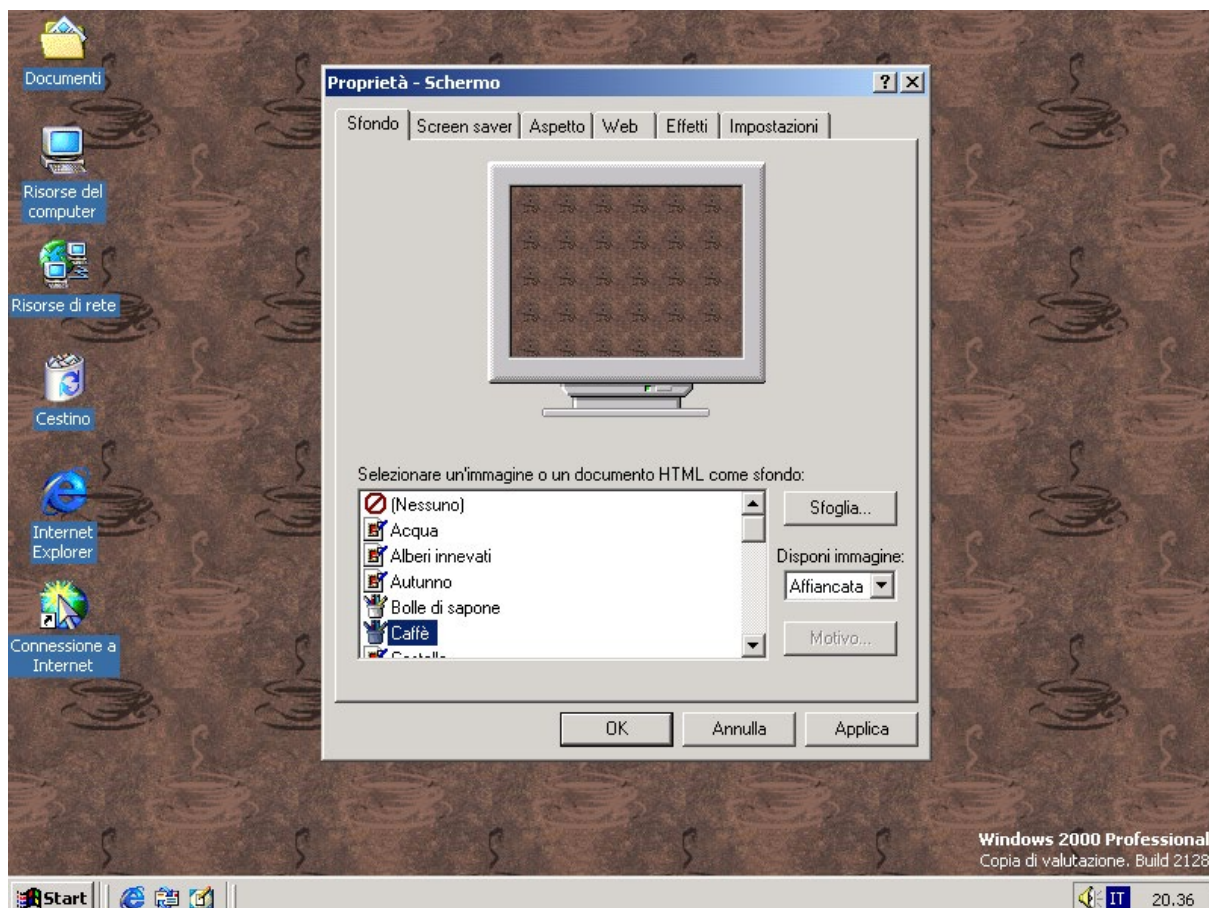 Documenti
Risorse del
computer
Risorse di rete
Cestino
Internet
Explorer
Connessione a
Internet
Proprietà - Schermo
Sfondo Screen saver Aspetto Web Effetti Impostazioni
Selezionare un'immagine o un documento HTML come sfondo:
(Nessuno)
Acqua
Alberi innevati
Autunno
Bolle di sapone
Caffè
Sfoglia...
Disponi immagine:
Affiancata
Motivo...
OK Annulla Applica
Windows 2000 Professional
Copia di valutazione. Build 2128
Start
IT 20.36